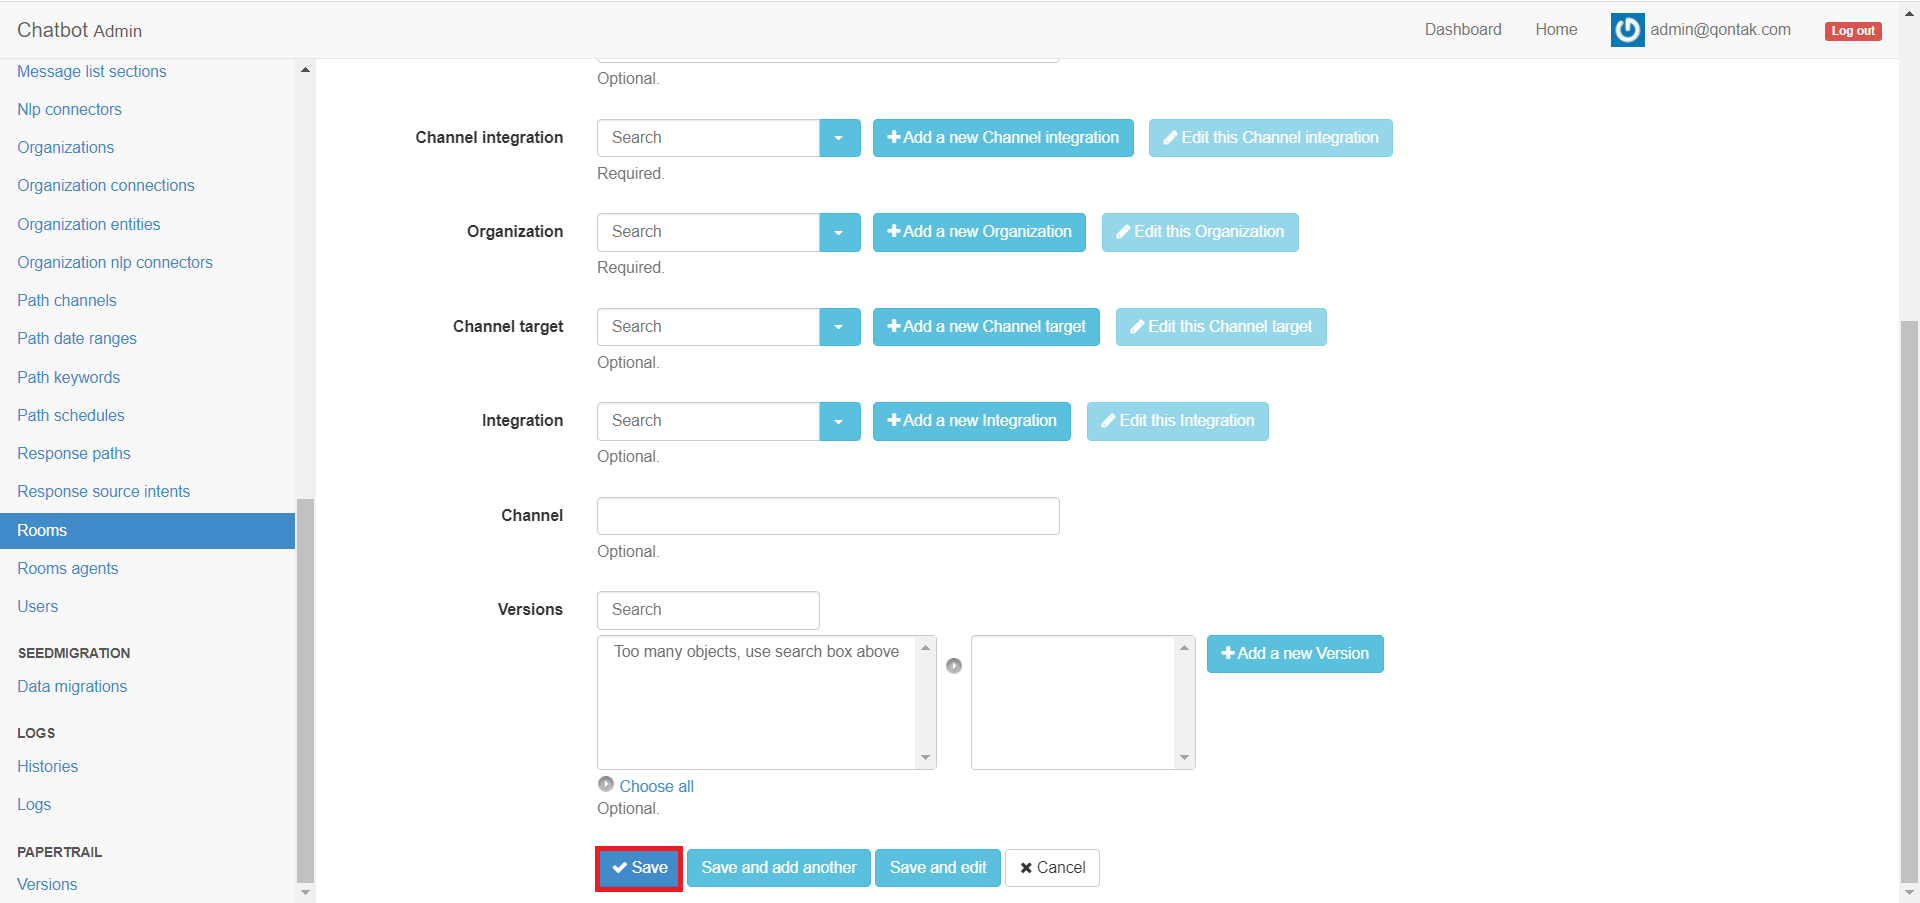 Chatbot Admin
Dashboard
Home
admin@qontak.com
Log out
Message list sections
Nlp connectors
Organizations
Organization connections
Organization entities
Organization nlp connectors
Path channels
Path date ranges
Path keywords
Path schedules
Response paths
Response source intents
Rooms
Rooms agents
Users
SEEDMIGRATION
Data migrations
LOGS
Histories
Logs
PAPERTRAIL
Versions
Optional.
Channel integration Search Add a new Channel integration Edit this Channel integration
Required.
Organization Search Add a new Organization Edit this Organization
Required.
Channel target Search Add a new Channel target Edit this Channel target
Optional.
Integration Search Add a new Integration Edit this Integration
Optional.
Channel
Optional.
Versions Search
Too many objects, use search box above
Add a new Version
Choose all
Optional.
Save Save and add another Save and edit Cancel